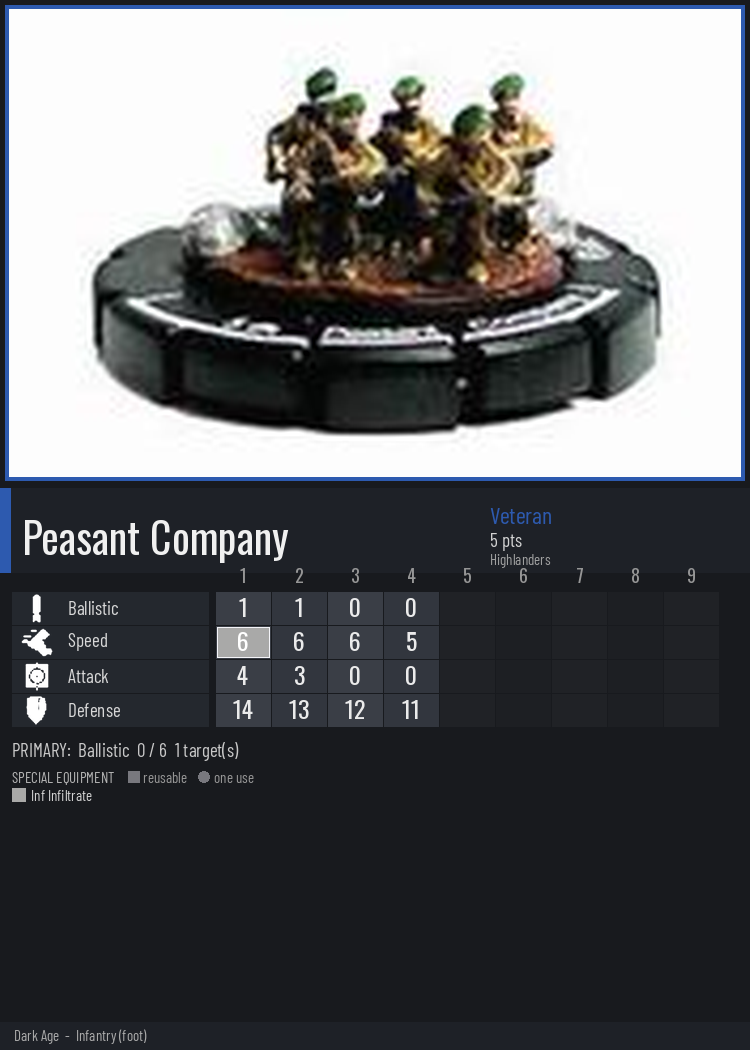 Peasant Company
Veteran
5 pts
Highlanders
1 2 3 4 5 6 7 8 9
Ballistic 1 1 0 0
Speed 6 6 6 5
Attack 4 3 0 0
Defense 14 13 12 11
PRIMARY: Ballistic 0 / 6 1 target(s)
SPECIAL EQUIPMENT reusable one use
Inf Infiltrate
Dark Age - Infantry (foot)